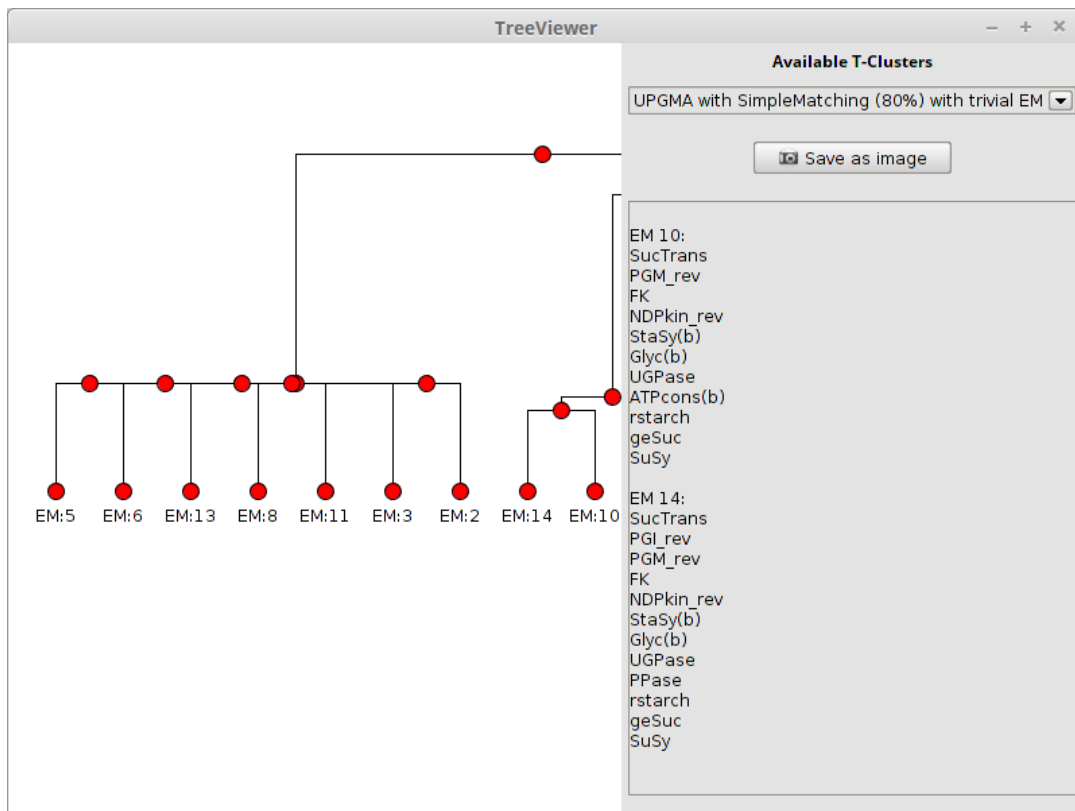 TreeViewer
Available T-Clusters
UPGMA with SimpleMatching (80%) with trivial EM
Save as image
EM 10:
SucTrans
PGM_rev
FK
NDPkin_rev
StaSy(b)
Glyc(b)
UGPase
ATPcons(b)
rstarch
geSuc
SuSy
EM 14:
SucTrans
PGI_rev
PGM_rev
FK
NDPkin_rev
StaSy(b)
Glyc(b)
UGPase
PPase
rstarch
geSuc
SuSy
EM:5 EM:6 EM:13 EM:8 EM:11 EM:3 EM:2 EM:14 EM:10